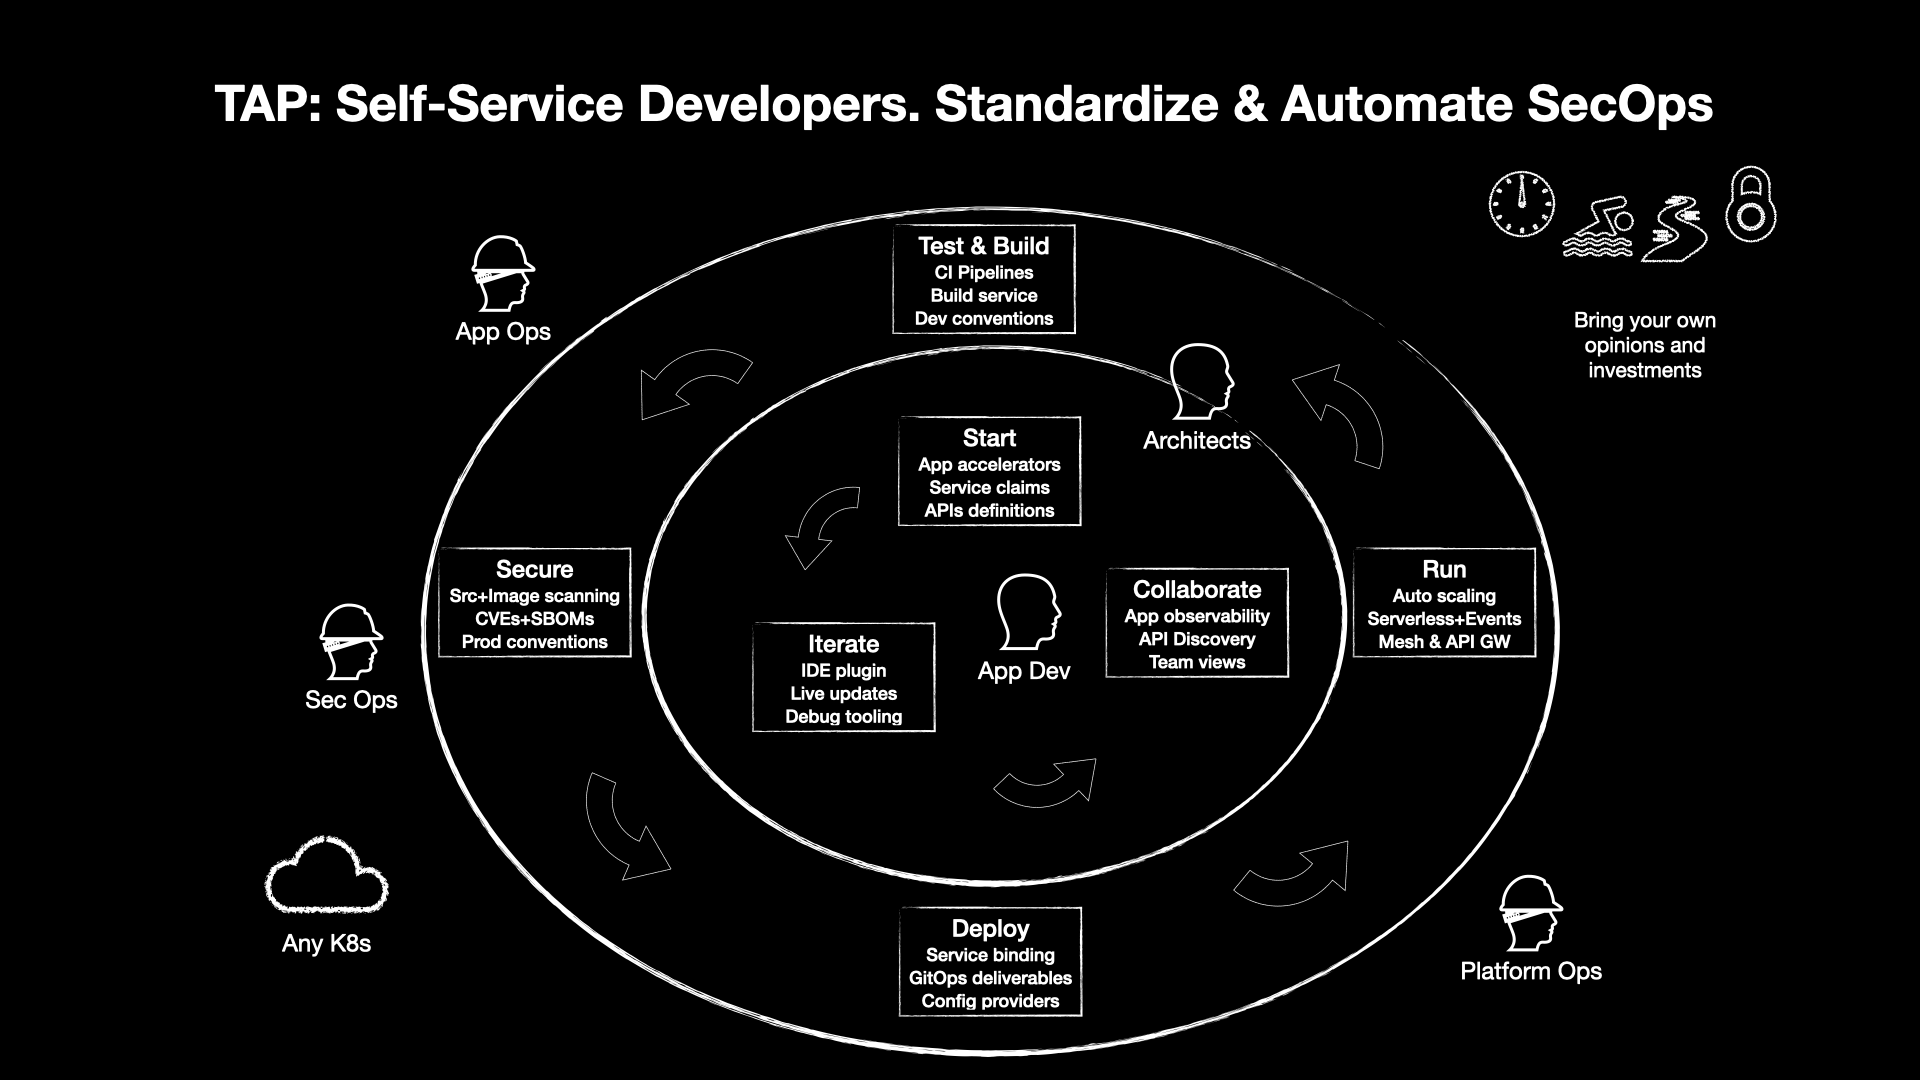 TAP: Self-Service Developers. Standardize & Automate SecOps
Bring your own
opinions and
investments
App Ops
Test & Build
CI Pipelines
Build service
Dev conventions
Architects
Start
App accelerators
Service claims
APIs definitions
Secure
Src+Image scanning
CVEs+SBOMs
Prod conventions
Sec Ops
Iterate
IDE plugin
Live updates
Debug tooling
App Dev
Collaborate
App observability
API Discovery
Team views
Run
Auto scaling
Serverless+Events
Mesh & API GW
Any K8s
Deploy
Service binding
GitOps deliverables
Config providers
Platform Ops